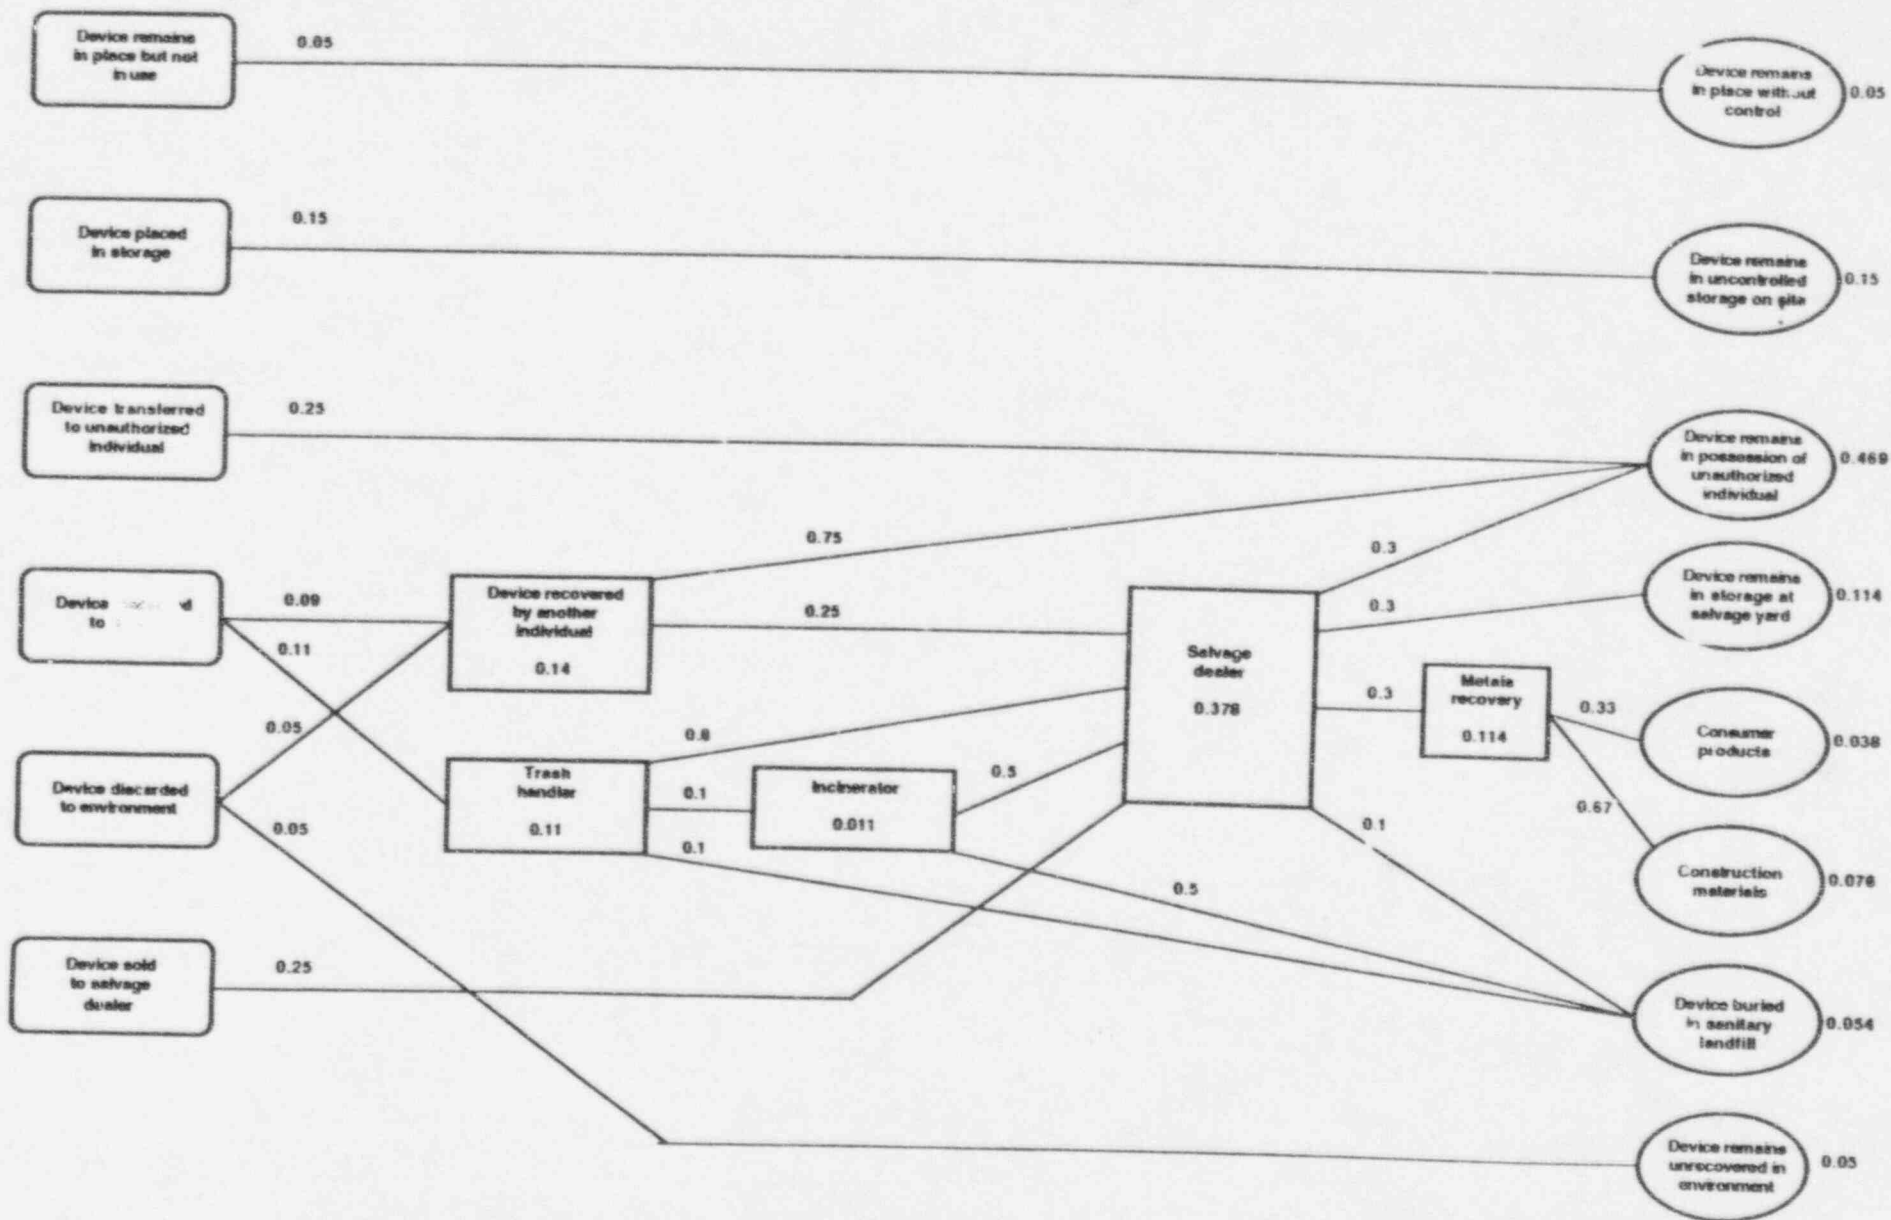 Device remains
in place but not
in use
0.05
Device remains
in place without
control
0.05
Device placed
in storage
0.15
Device remains
in uncontrolled
storage on site
0.15
Device transferred
to unauthorized
individual
0.25
Device remains
in possession of
unauthorized
individual
0.469
Device
to
0.09
0.11
Device recovered
by another
individual
0.14
0.75
0.25
Salvage
dealer
0.378
0.3
0.3
0.3
0.1
Device remains
in storage at
salvage yard
0.114
Metals
recovery
0.114
0.33
0.67
Consumer
products
0.038
Device discarded
to environment
0.05
0.05
Trash
handler
0.11
0.8
0.1
0.1
Incinerator
0.011
0.5
0.5
Construction
materials
0.076
Device sold
to salvage
dealer
0.25
Device buried
in sanitary
landfill
0.054
Device remains
unrecovered in
environment
0.05